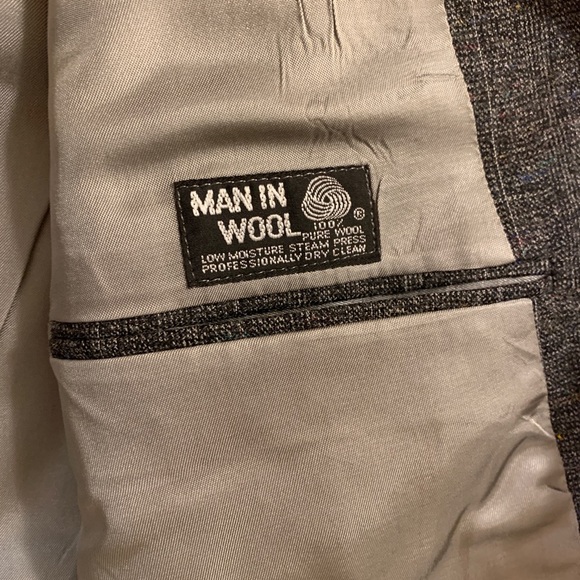 MAN IN
WOOL ®
100%
PURE WOOL
LOW MOISTURE STEAM PRESS
PROFESSIONALLY DRY CLEAN